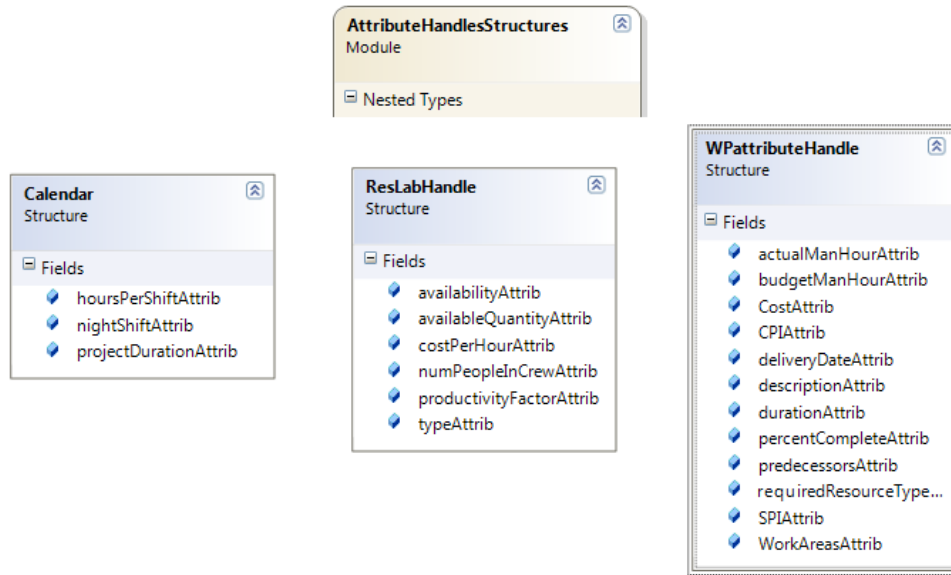 AttributeHandlesStructures
Module
Nested Types
Calendar
Structure
Fields
hoursPerShiftAttrib
nightShiftAttrib
projectDurationAttrib
ResLabHandle
Structure
Fields
availabilityAttrib
availableQuantityAttrib
costPerHourAttrib
numPeopleInCrewAttrib
productivityFactorAttrib
typeAttrib
WPattributeHandle
Structure
Fields
actualManHourAttrib
budgetManHourAttrib
CostAttrib
CPIAttrib
deliveryDateAttrib
descriptionAttrib
durationAttrib
percentCompleteAttrib
predecessorsAttrib
requiredResourceType...
SPIAttrib
WorkAreasAttrib